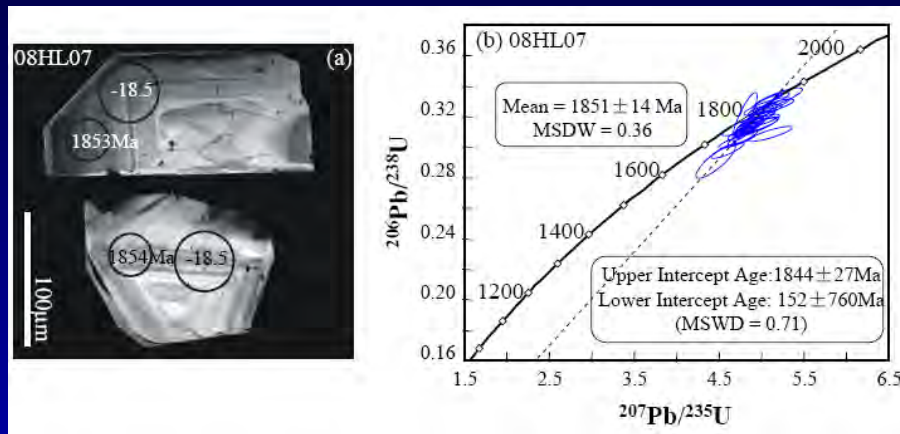 08HL07
(a)
-18.5
1853Ma
1854Ma
-18.5
100μm
(b) 08HL07
Mean = 1851±14 Ma
MSDW = 0.36
2000
1800
1600
1400
1200
Upper Intercept Age:1844±27Ma
Lower Intercept Age: 152±760Ma
(MSWD = 0.71)
0.36
0.32
0.28
0.24
0.20
0.16
1.5
2.5
3.5
4.5
5.5
6.5
206Pb/238U
207Pb/235U